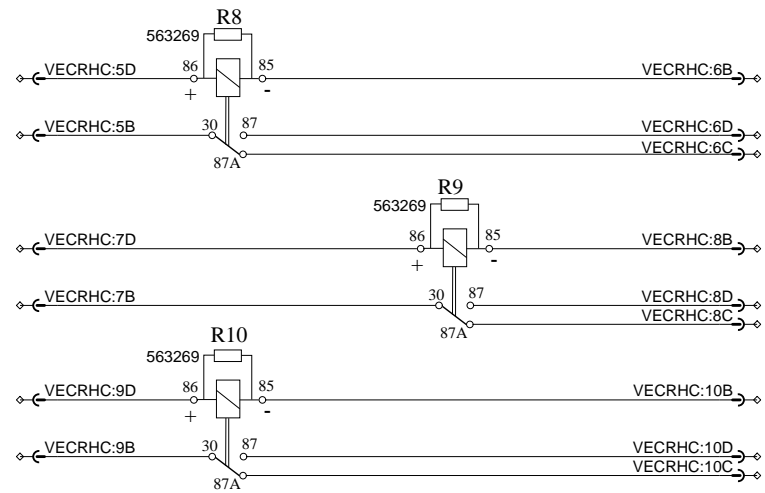 R8
563269
VECRHC:5D 86 85 VECRHC:6B
+ -
VECRHC:5B 30 87 VECRHC:6D
87A VECRHC:6C
R9
563269
VECRHC:7D 86 85 VECRHC:8B
+ -
VECRHC:7B 30 87 VECRHC:8D
87A VECRHC:8C
R10
563269
VECRHC:9D 86 85 VECRHC:10B
+ -
VECRHC:9B 30 87 VECRHC:10D
87A VECRHC:10C